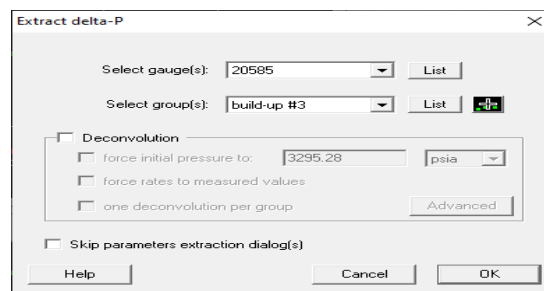 Extract delta-P
Select gauge(s): 20585 List
Select group(s): build-up #3 List
Deconvolution
force initial pressure to: 3295.28 psia
force rates to measured values
one deconvolution per group Advanced
Skip parameters extraction dialog(s)
Help Cancel OK